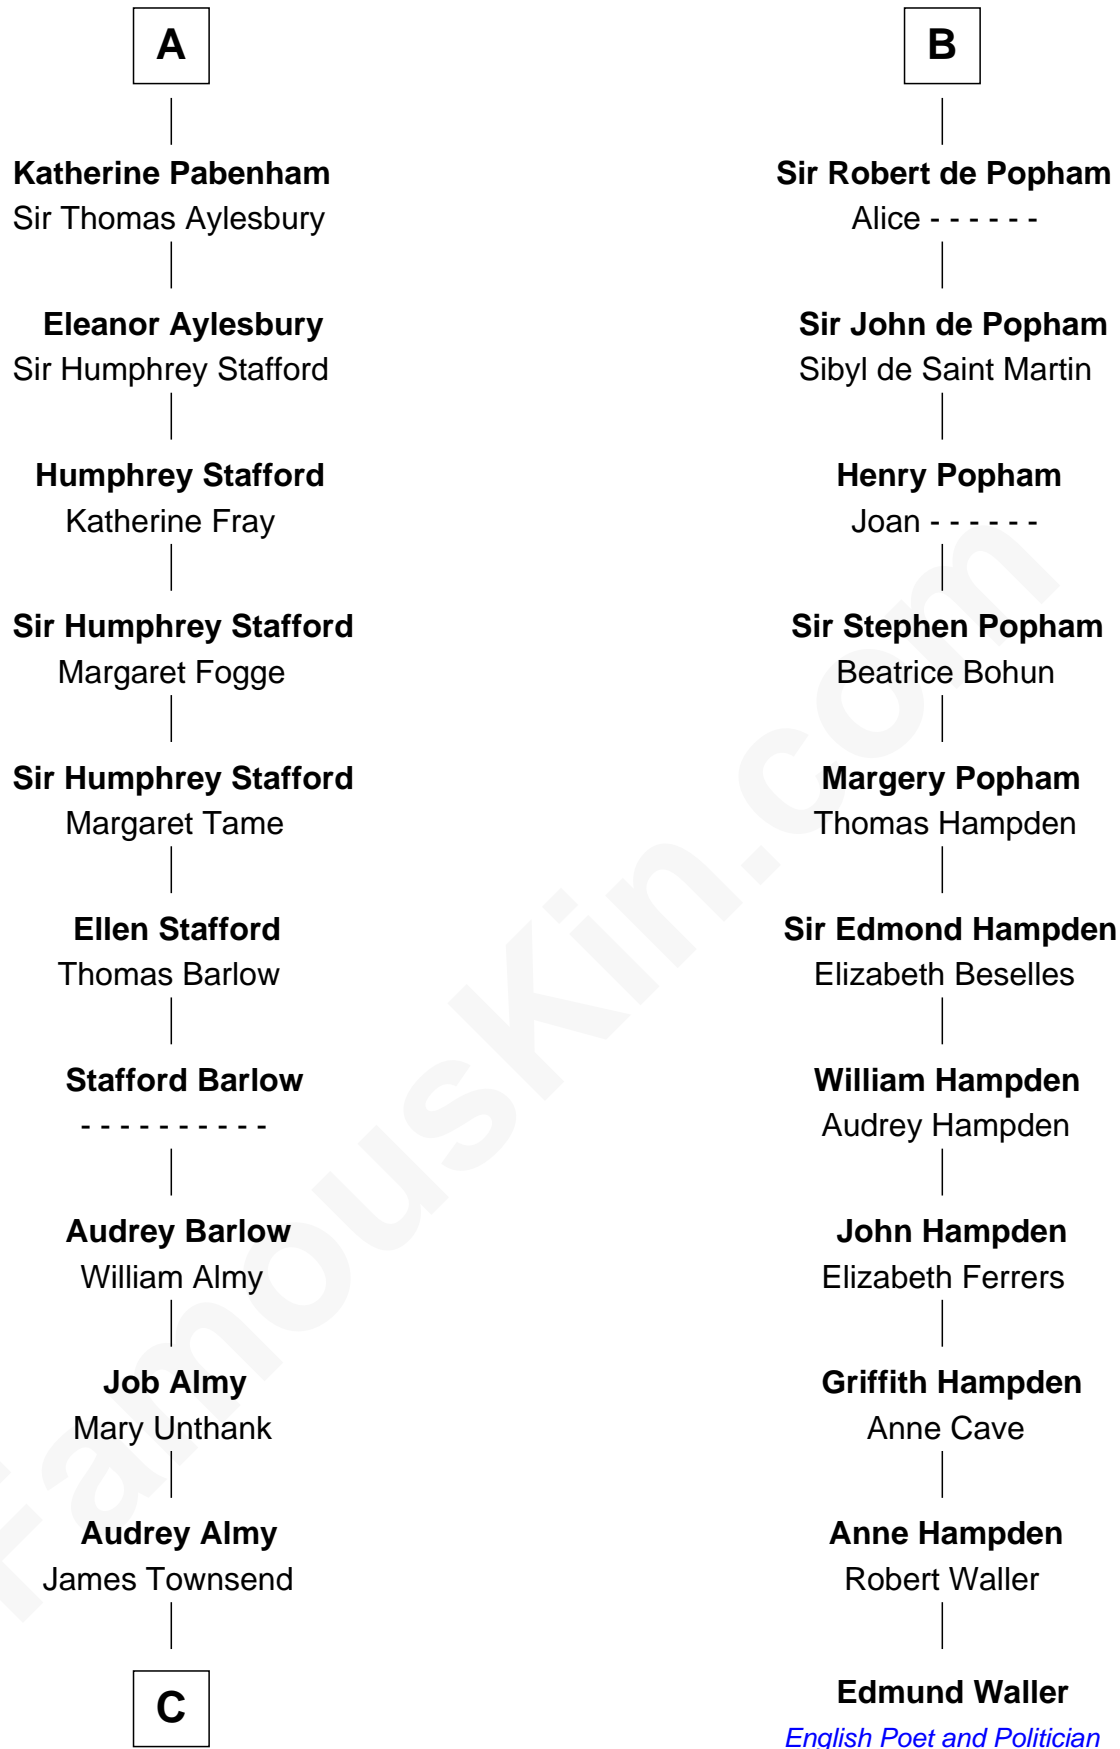 A
Katherine Pabenham
Sir Thomas Aylesbury
Eleanor Aylesbury
Sir Humphrey Stafford
Humphrey Stafford
Katherine Fray
Sir Humphrey Stafford
Margaret Fogge
Sir Humphrey Stafford
Margaret Tame
Ellen Stafford
Thomas Barlow
Stafford Barlow
- - - - - - - - - -
Audrey Barlow
William Almy
Job Almy
Mary Unthank
Audrey Almy
James Townsend
C
B
Sir Robert de Popham
Alice - - - - - -
Sir John de Popham
Sibyl de Saint Martin
Henry Popham
Joan - - - - - -
Sir Stephen Popham
Beatrice Bohun
Margery Popham
Thomas Hampden
Sir Edmond Hampden
Elizabeth Beselles
William Hampden
Audrey Hampden
John Hampden
Elizabeth Ferrers
Griffith Hampden
Anne Cave
Anne Hampden
Robert Waller
Edmund Waller
English Poet and Politician
FamousKin.com